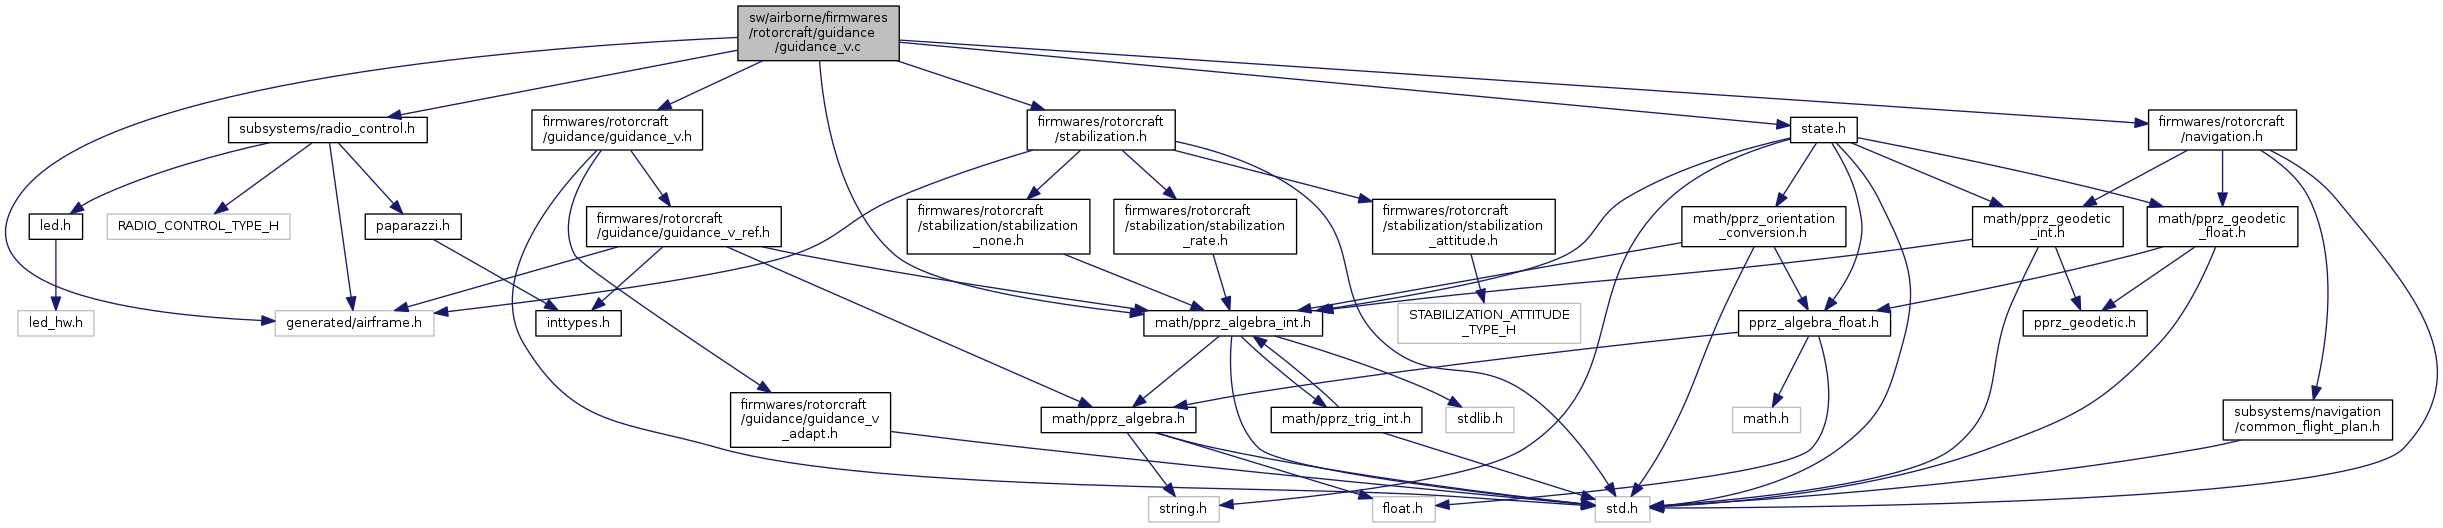 sw/airborne/firmwares
/rotorcraft/guidance
/guidance_v.c
subsystems/radio_control.h
firmwares/rotorcraft
/guidance/guidance_v.h
firmwares/rotorcraft
/stabilization.h
state.h
firmwares/rotorcraft
/navigation.h
led.h
RADIO_CONTROL_TYPE_H
paparazzi.h
firmwares/rotorcraft
/guidance/guidance_v_ref.h
firmwares/rotorcraft
/stabilization/stabilization
_none.h
firmwares/rotorcraft
/stabilization/stabilization
_rate.h
firmwares/rotorcraft
/stabilization/stabilization
_attitude.h
math/pprz_orientation
_conversion.h
math/pprz_geodetic
_int.h
math/pprz_geodetic
_float.h
led_hw.h
generated/airframe.h
inttypes.h
math/pprz_algebra_int.h
STABILIZATION_ATTITUDE
_TYPE_H
pprz_algebra_float.h
pprz_geodetic.h
firmwares/rotorcraft
/guidance/guidance_v
_adapt.h
math/pprz_algebra.h
math/pprz_trig_int.h
stdlib.h
math.h
subsystems/navigation
/common_flight_plan.h
string.h
float.h
std.h